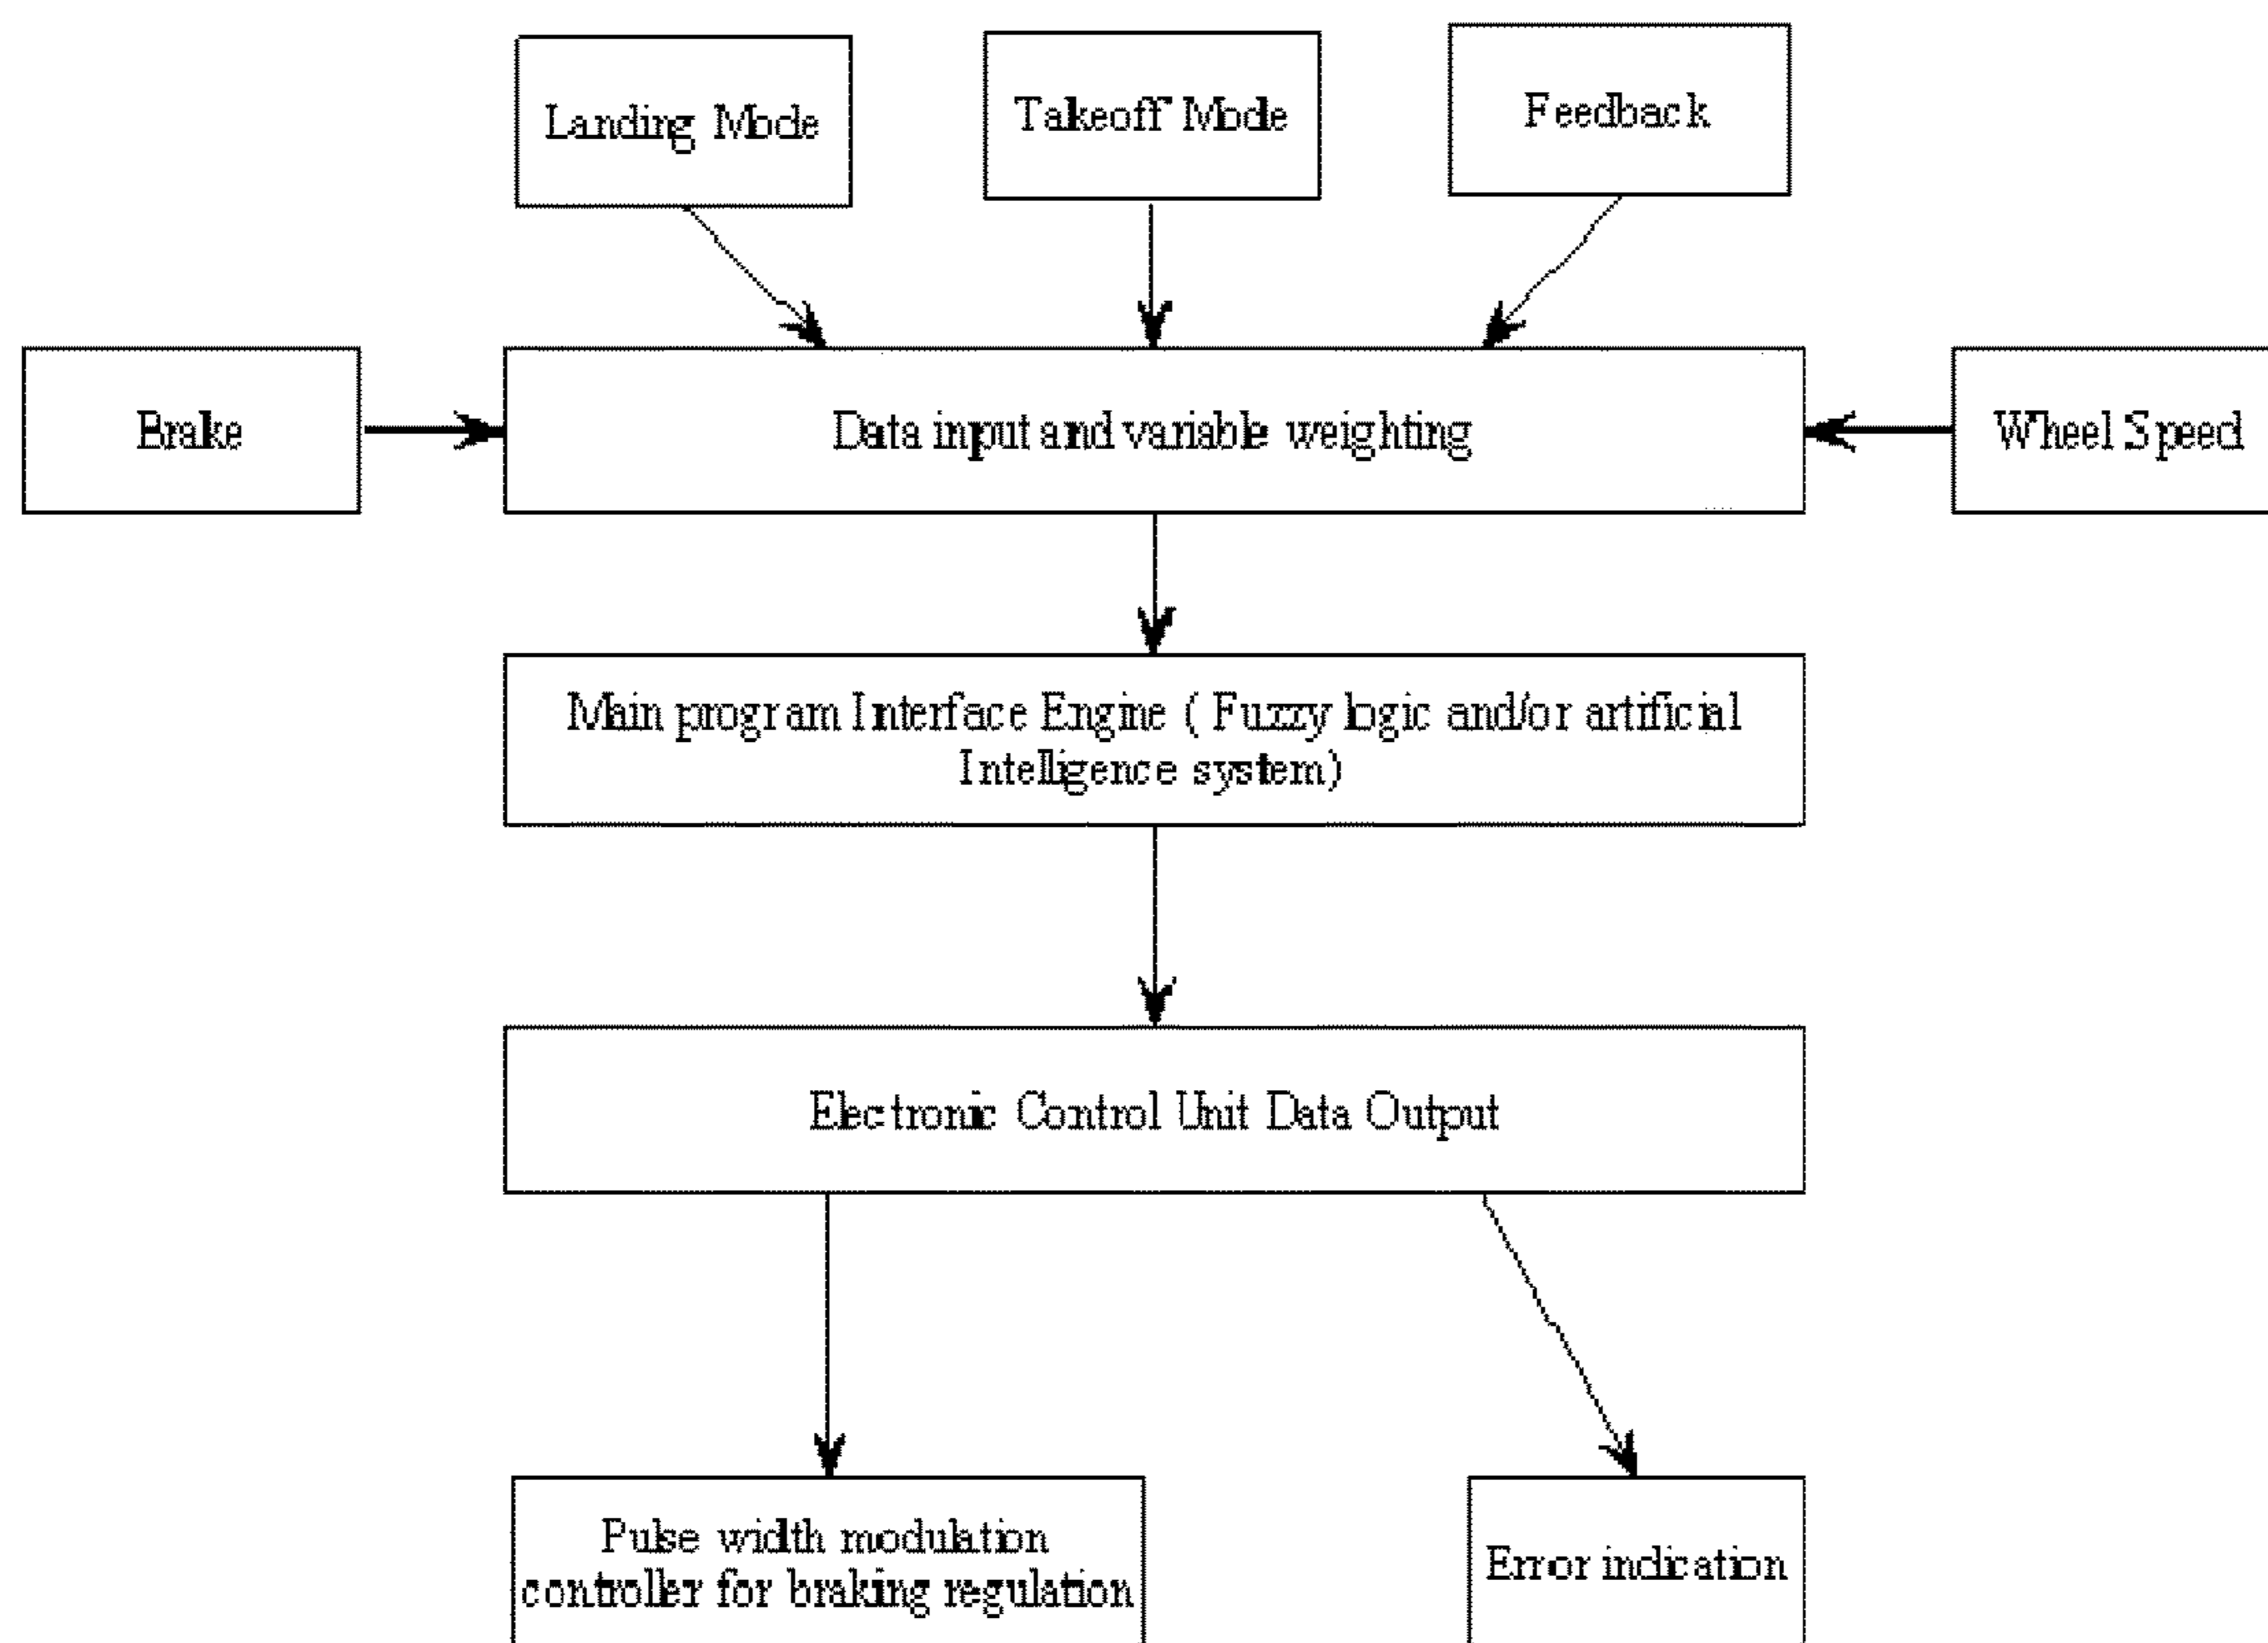 Landing Mode
Takeoff Mode
Feedback
Brake
Data input and variable weighting
Wheel Speed
Main program Interface Engine ( Fuzzy logic and/or artificial
Intelligence system)
Electronic Control Unit Data Output
Pulse width modulation
controller for braking regulation
Error indication